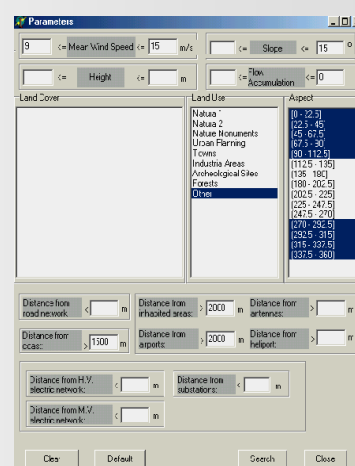 Parameters
9 <= Mean Wind Speed <= 15 m/s
<= Slope <= 15 °
<= Height <= m
<= Flow Accumulation <= 0
Land Cover
Land Use
Aspect
Natura 1
Natura 2
Nature Monuments
Urban Planning
Towns
Industria Areas
Archeological Sites
Forests
Other
[0 - 22.5]
(22.5 - 45]
(45 - 67.5]
(67.5 - 90]
(90 - 112.5]
(112.5 - 135]
(135 - 180]
(180 - 202.5]
(202.5 - 225]
(225 - 247.5]
(247.5 - 270]
(270 - 292.5]
(292.5 - 315]
(315 - 337.5]
(337.5 - 360]
Distance from road network < m
Distance from inhabited areas: > 2000 m
Distance from antennas: > m
Distance from coast: > 1500 m
Distance from airports: > 2000 m
Distance from heliport: > m
Distance from H.V. electric network: < m
Distance from substations: < m
Distance from M.V. electric network: < m
Clear
Default
Search
Close